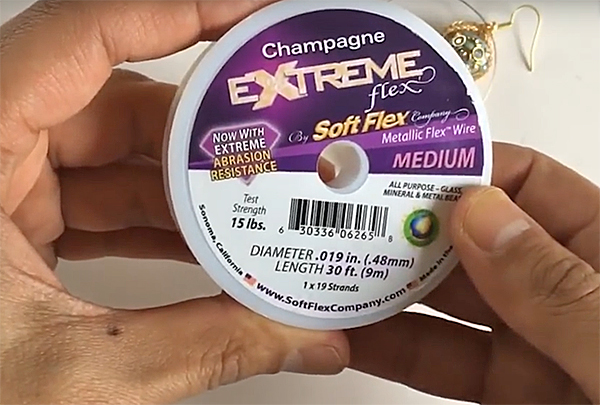 Champagne
EXTREME
flex
By Soft Flex Company
Metallic Flex™ Wire
MEDIUM
NOW WITH
EXTREME
ABRASION
RESISTANCE
ALL PURPOSE - GLASS,
MINERAL & METAL
Test
Strength
15 lbs.
6 30336 06265 8
DIAMETER .019 in. (.48mm)
LENGTH 30 ft. (9m)
1 x 19 Strands
Sonoma, California
www.SoftFlexCompany.com
Made in the